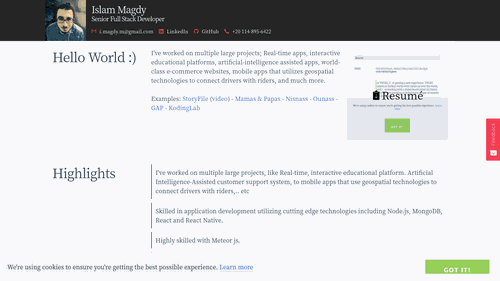 Islam Magdy
Senior Full Stack Developer
i.magdy.m@gmail.com LinkedIn GitHub +20 114-895-6422
Hello World :)
I've worked on multiple large projects; Real-time apps, interactive
educational platforms, artificial-intelligence assisted apps, world-
class e-commerce websites, mobile apps that utilizes geospatial
technologies to connect drivers with riders, and much more.
Examples: StoryFile (video) - Mamas & Papas - Nisnass - Ounass -
GAP - KodingLab
Resumé
Feedback
Highlights
I've worked on multiple large projects, like Real-time, interactive educational platform. Artificial
Intelligence-Assisted customer support system, to mobile apps that use geospatial technologies to
connect drivers with riders,.. etc
Skilled in application development utilizing cutting edge technologies including Node.js, MongoDB,
React and React Native.
Highly skilled with Meteor js.
We're using cookies to ensure you're getting the best possible experience. Learn more
GOT IT!